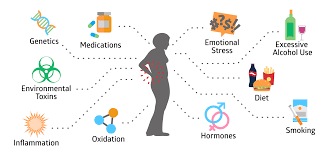 Genetics
Medications
Emotional
Stress
Excessive
Alcohol Use
Environmental
Toxins
Diet
Inflammation
Oxidation
Hormones
Smoking